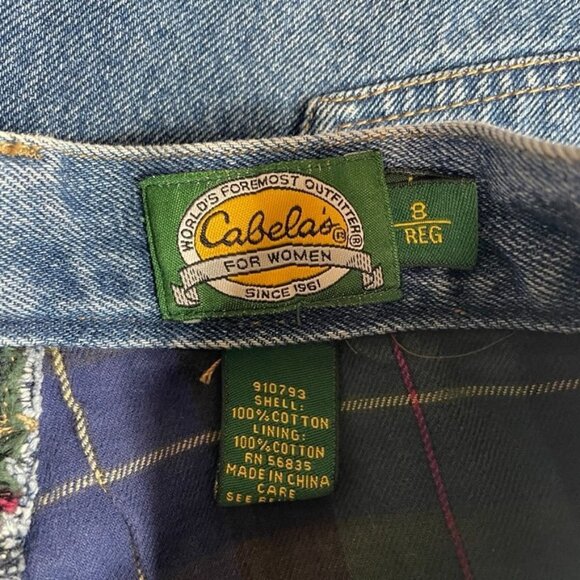 WORLD'S FOREMOST OUTFITTER®
Cabela's®
FOR WOMEN
SINCE 1961
8
REG
910793
SHELL:
100% COTTON
LINING:
100% COTTON
RN 56835
MADE IN CHINA
CARE
SEE